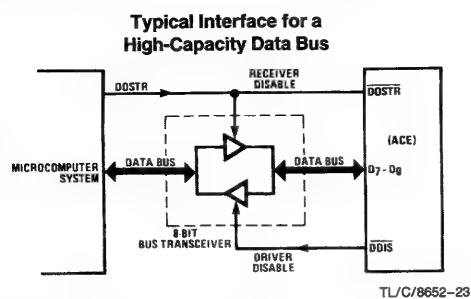 Typical Interface for a
High-Capacity Data Bus
RECEIVER
DISABLE
DOSTR
DOSTR
(ACE)
MICROCOMPUTER
SYSTEM
DATA BUS
DATA BUS
D7-D0
8-BIT
BUS TRANSCEIVER
DRIVER
DISABLE
DDIS
TL/C/8652-23